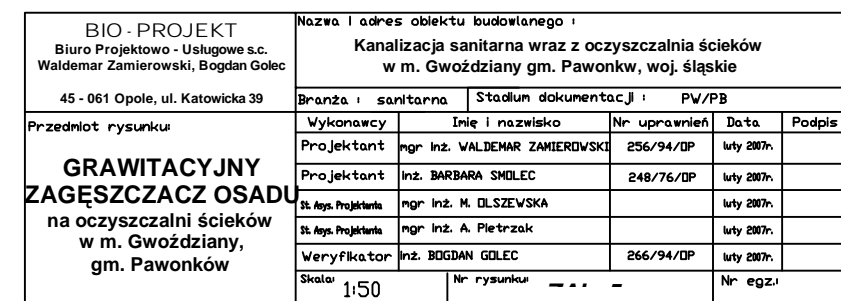 BIO - PROJEKT
Biuro Projektowo - Usługowe s.c.
Waldemar Zamierowski, Bogdan Golec
45 - 061 Opole, ul. Katowicka 39
Nazwa i adres obiektu budowlanego :
Kanalizacja sanitarna wraz z oczyszczalnia ścieków
w m. Gwoździany gm. Pawonkw, woj. śląskie
Branża : sanitarna Stadium dokumentacji : PW/PB
Przedmiot rysunku:
GRAWITACYJNY
ZAGĘSZCZACZ OSADU
na oczyszczalni ścieków
w m. Gwoździany,
gm. Pawonków
Wykonawcy Imię i nazwisko Nr uprawnień Data Podpis
Projektant mgr inż. WALDEMAR ZAMIEROWSKI 256/94/OP luty 2007r.
Projektant inż. BARBARA SMOLEC 248/76/OP luty 2007r.
St. Asys. Projektanta mgr inż. M. OLSZEWSKA luty 2007r.
St. Asys. Projektanta mgr inż. A. Pietrzak luty 2007r.
Weryfikator inż. BOGDAN GOLEC 266/94/OP luty 2007r.
Skala: 1:50 Nr rysunku: Nr egz.: